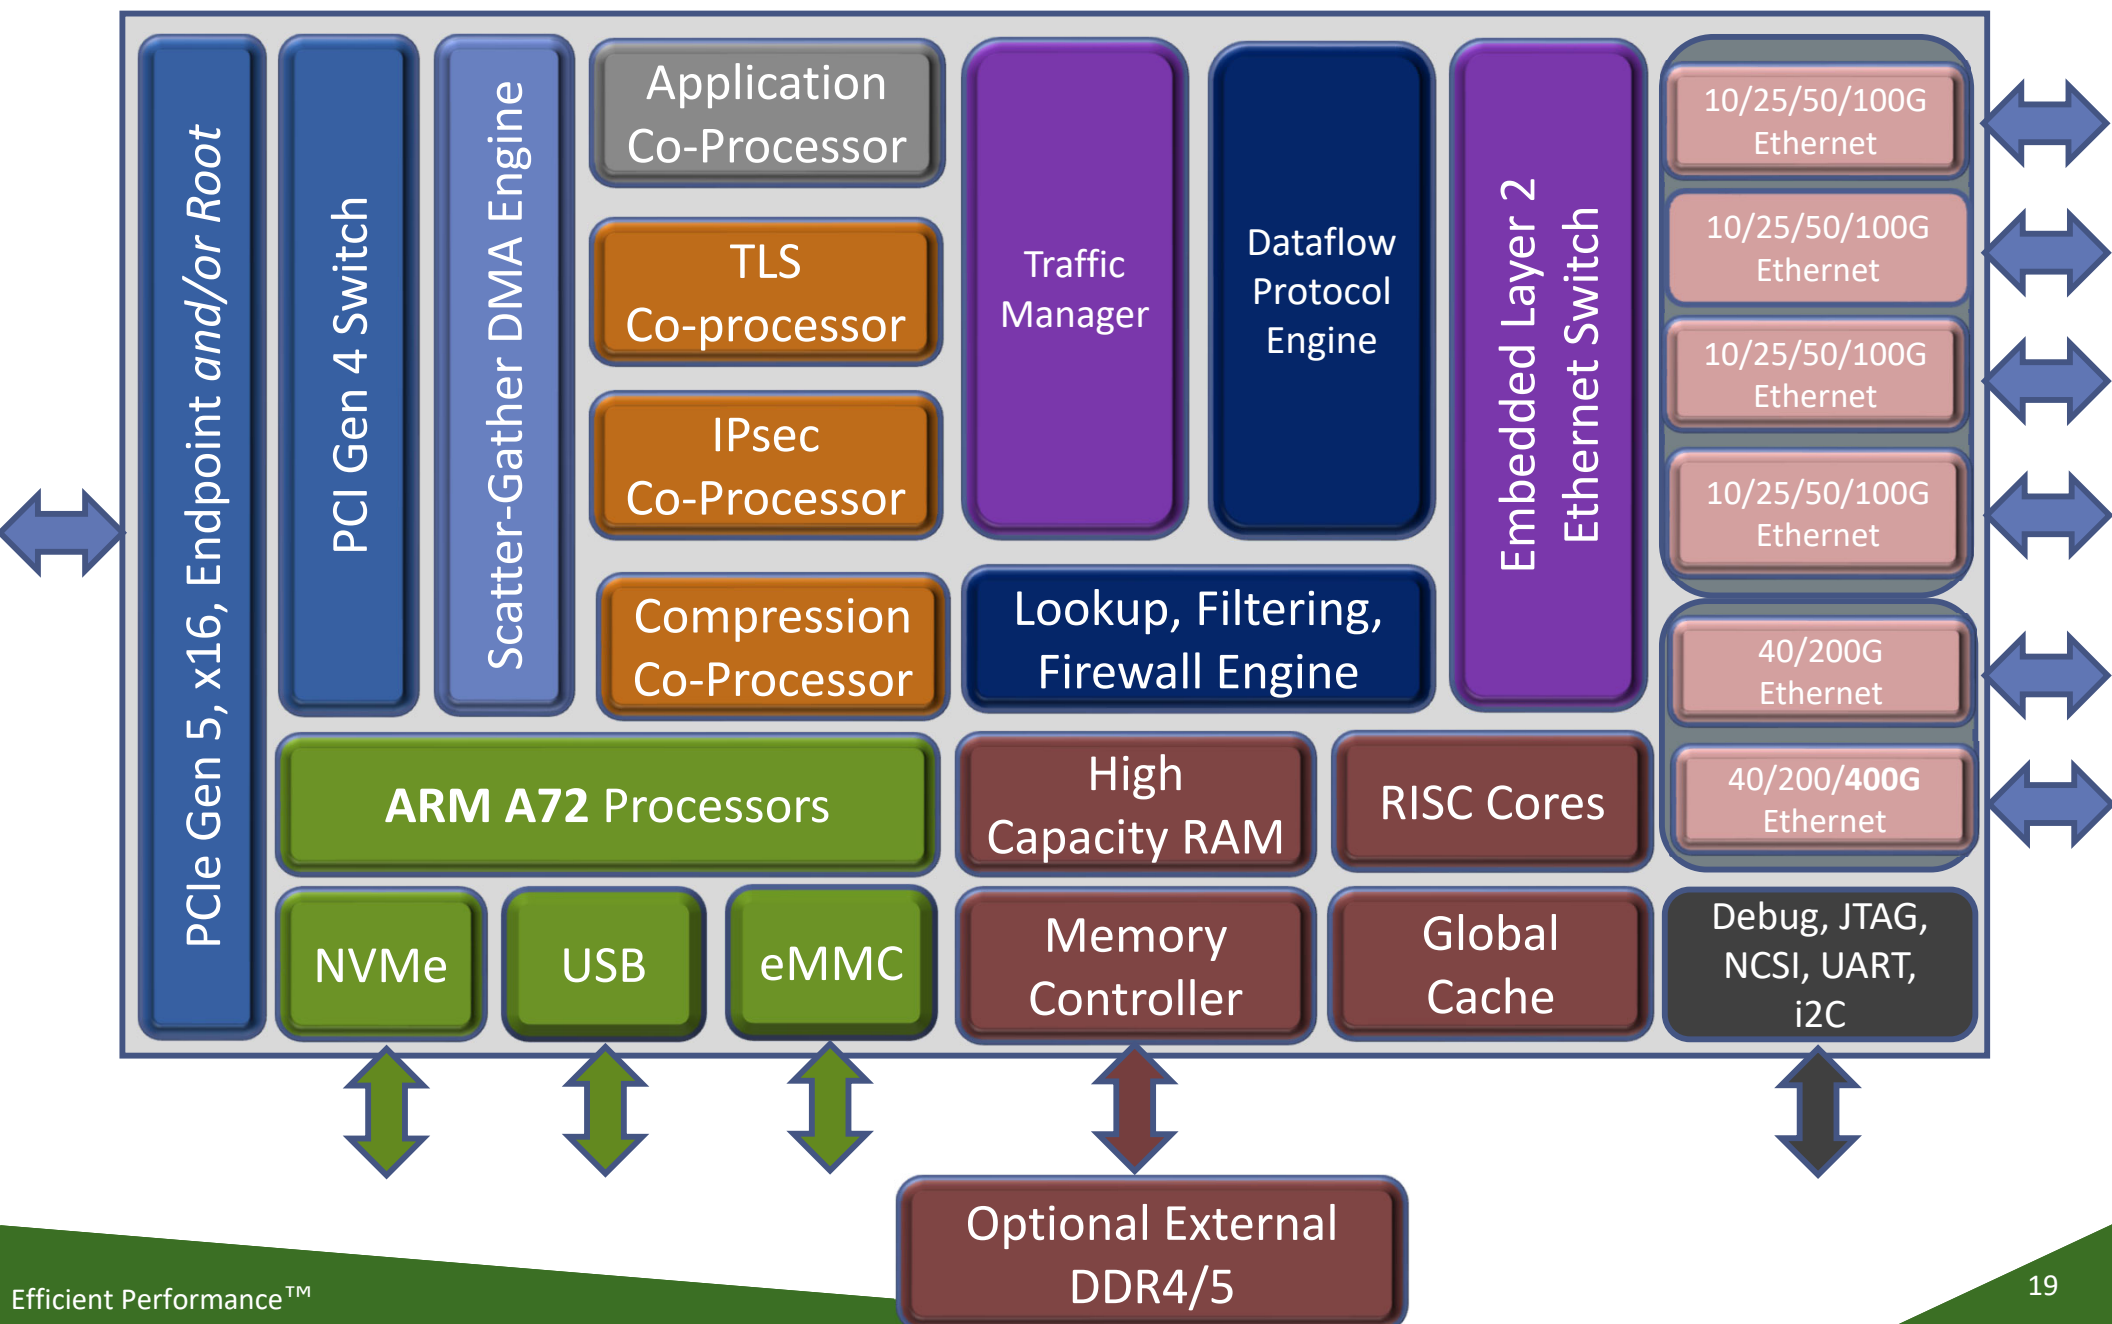 PCIe Gen 5, x16, Endpoint and/or Root
PCI Gen 4 Switch
Scatter-Gather DMA Engine
Application
Co-Processor
TLS
Co-processor
IPsec
Co-Processor
Compression
Co-Processor
Traffic
Manager
Dataflow
Protocol
Engine
Lookup, Filtering,
Firewall Engine
Embedded Layer 2
Ethernet Switch
10/25/50/100G
Ethernet
10/25/50/100G
Ethernet
10/25/50/100G
Ethernet
10/25/50/100G
Ethernet
40/200G
Ethernet
40/200/400G
Ethernet
ARM A72 Processors
High
Capacity RAM
RISC Cores
NVMe
USB
eMMC
Memory
Controller
Global
Cache
Debug, JTAG,
NCSI, UART,
i2C
Optional External
DDR4/5
Efficient Performance™
19